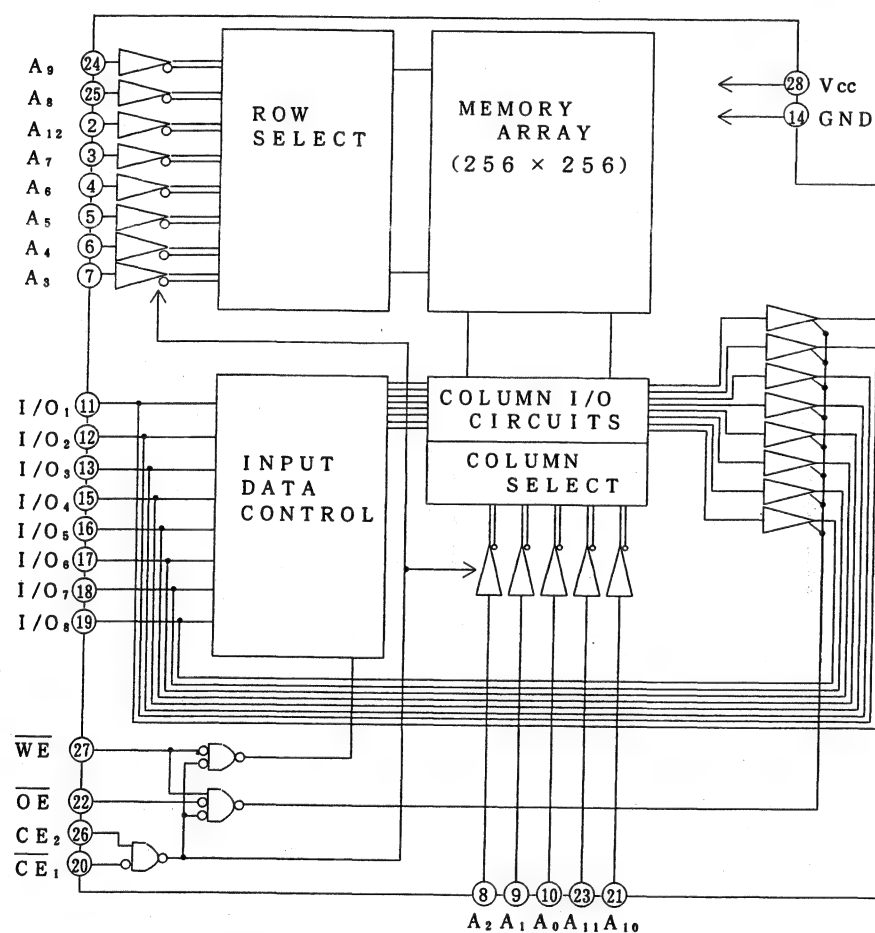 A9 24
A8 25
A12 2
A7 3
A6 4
A5 5
A4 6
A3 7
ROW
SELECT
MEMORY
ARRAY
(256 × 256)
28 Vcc
14 GND
I/O1 11
I/O2 12
I/O3 13
I/O4 15
I/O5 16
I/O6 17
I/O7 18
I/O8 19
INPUT
DATA
CONTROL
COLUMN I/O
CIRCUITS
COLUMN
SELECT
W̅E̅ 27
O̅E̅ 22
CE2 26
C̅E̅1 20
8 9 10 23 21
A2 A1 A0 A11 A10